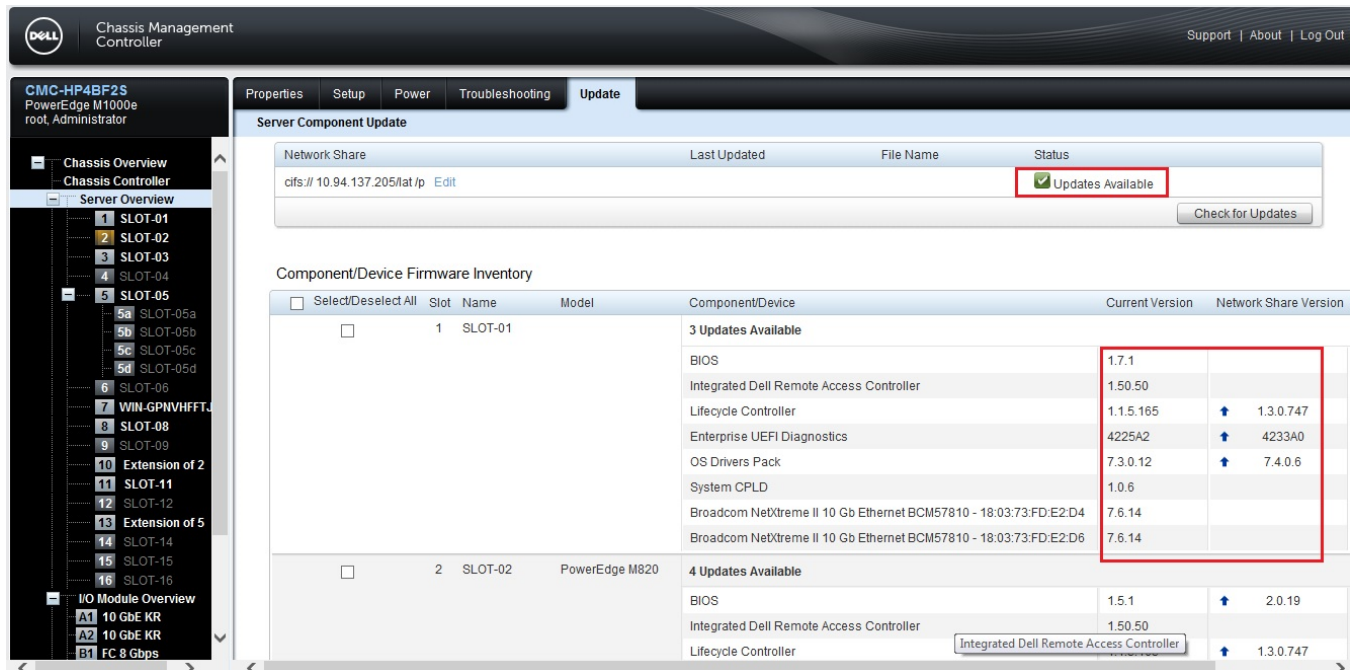 DELL
Chassis Management
Controller
Support | About | Log Out
CMC-HP4BF2S
PowerEdge M1000e
root, Administrator
Properties Setup Power Troubleshooting Update
Server Component Update
Chassis Overview
Chassis Controller
Server Overview
1 SLOT-01
2 SLOT-02
3 SLOT-03
4 SLOT-04
5 SLOT-05
5a SLOT-05a
5b SLOT-05b
5c SLOT-05c
5d SLOT-05d
6 SLOT-06
7 WIN-GPNVHFFTJ
8 SLOT-08
9 SLOT-09
10 Extension of 2
11 SLOT-11
12 SLOT-12
13 Extension of 5
14 SLOT-14
15 SLOT-15
16 SLOT-16
I/O Module Overview
A1 10 GbE KR
A2 10 GbE KR
B1 FC 8 Gbps
Network Share Last Updated File Name Status
cifs:// 10.94.137.205/lat /p Edit Updates Available
Check for Updates
Component/Device Firmware Inventory
Select/Deselect All Slot Name Model Component/Device Current Version Network Share Version
1 SLOT-01 3 Updates Available
BIOS 1.7.1
Integrated Dell Remote Access Controller 1.50.50
Lifecycle Controller 1.1.5.165 1.3.0.747
Enterprise UEFI Diagnostics 4225A2 4233A0
OS Drivers Pack 7.3.0.12 7.4.0.6
System CPLD 1.0.6
Broadcom NetXtreme II 10 Gb Ethernet BCM57810 - 18:03:73:FD:E2:D4 7.6.14
Broadcom NetXtreme II 10 Gb Ethernet BCM57810 - 18:03:73:FD:E2:D6 7.6.14
2 SLOT-02 PowerEdge M820 4 Updates Available
BIOS 1.5.1 2.0.19
Integrated Dell Remote Access Controller 1.50.50
Integrated Dell Remote Access Controller
Lifecycle Controller 1.3.0.747